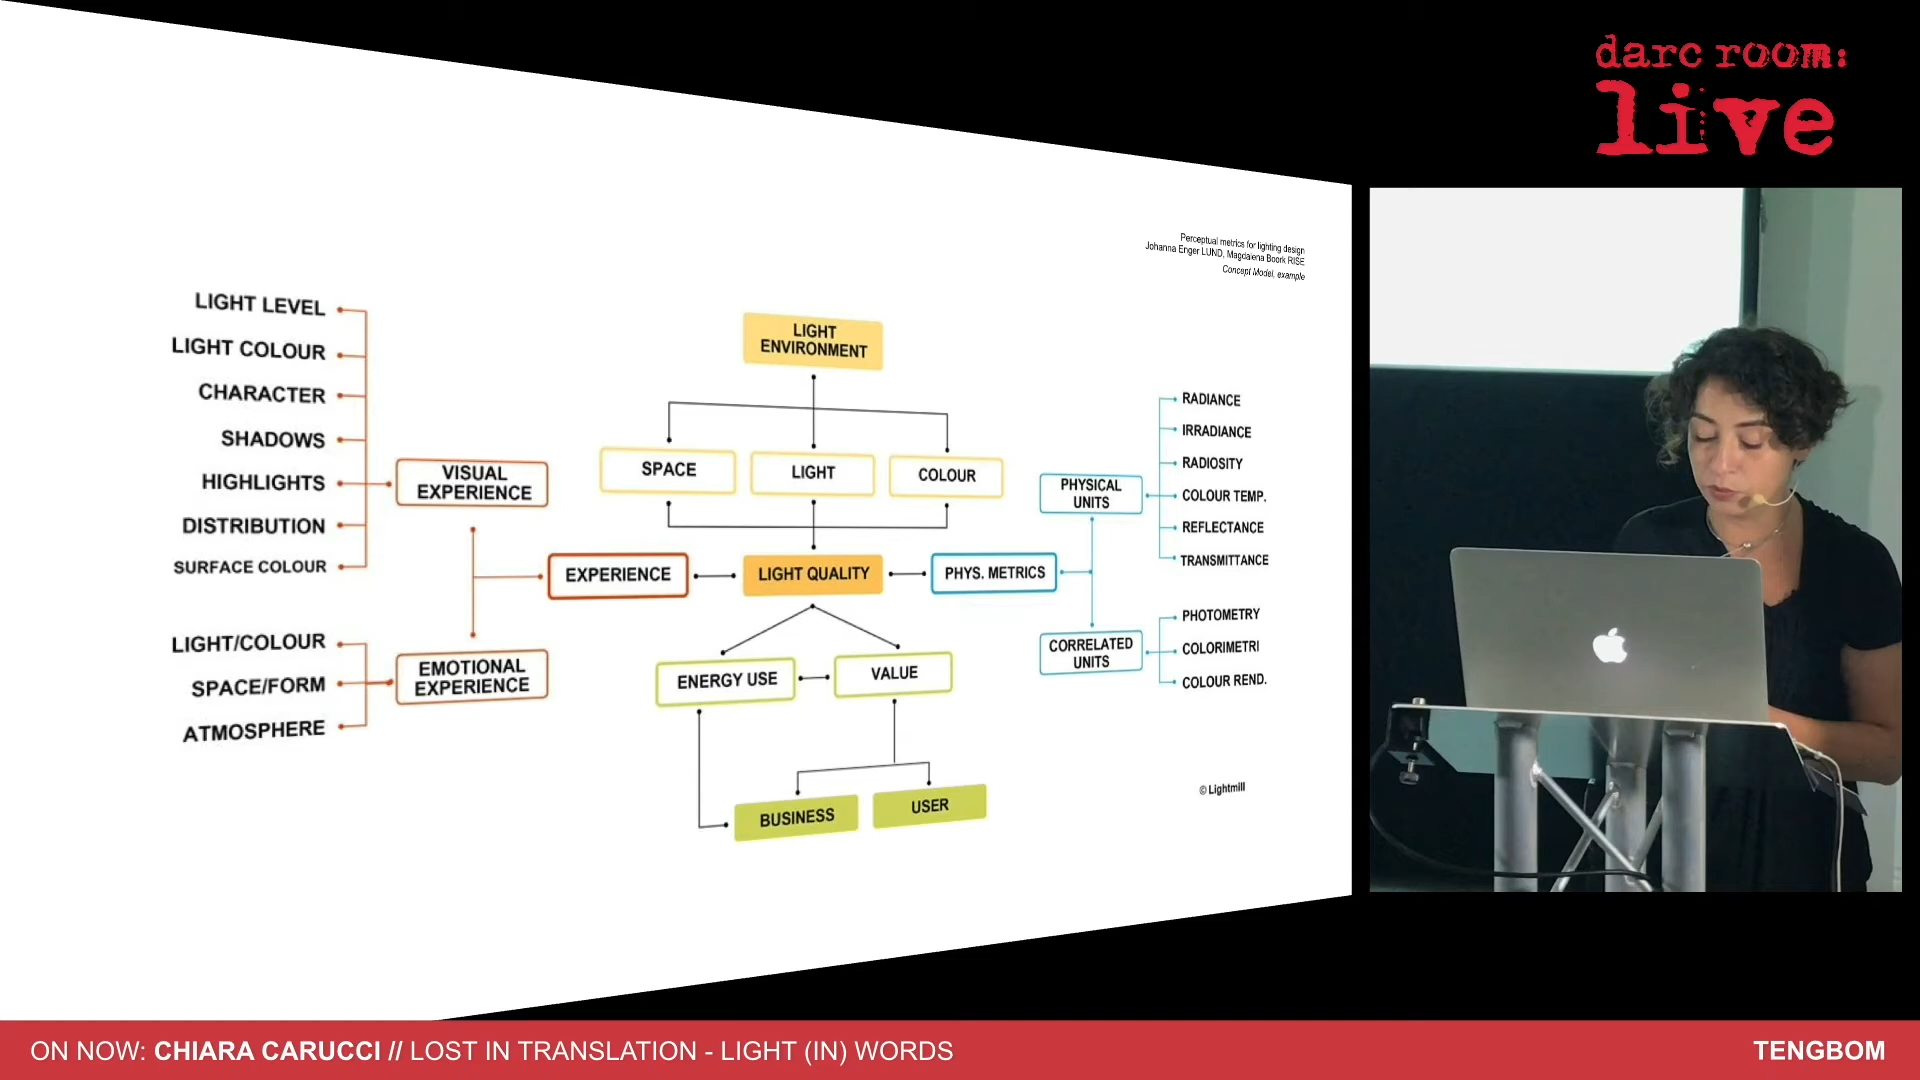 darc room:
live
Perceptual metrics for lighting design
Johanna Enger LUND, Magdalena Boork RISE
Concept Model, example
LIGHT LEVEL
LIGHT COLOUR
CHARACTER
SHADOWS
HIGHLIGHTS
DISTRIBUTION
SURFACE COLOUR
VISUAL
EXPERIENCE
LIGHT/COLOUR
SPACE/FORM
ATMOSPHERE
EMOTIONAL
EXPERIENCE
EXPERIENCE
LIGHT
ENVIRONMENT
SPACE
LIGHT
COLOUR
LIGHT QUALITY
ENERGY USE
VALUE
BUSINESS
USER
PHYS. METRICS
PHYSICAL
UNITS
RADIANCE
IRRADIANCE
RADIOSITY
COLOUR TEMP.
REFLECTANCE
TRANSMITTANCE
CORRELATED
UNITS
PHOTOMETRY
COLORIMETRI
COLOUR REND.
© Lightmill
ON NOW: CHIARA CARUCCI // LOST IN TRANSLATION - LIGHT (IN) WORDS
TENGBOM